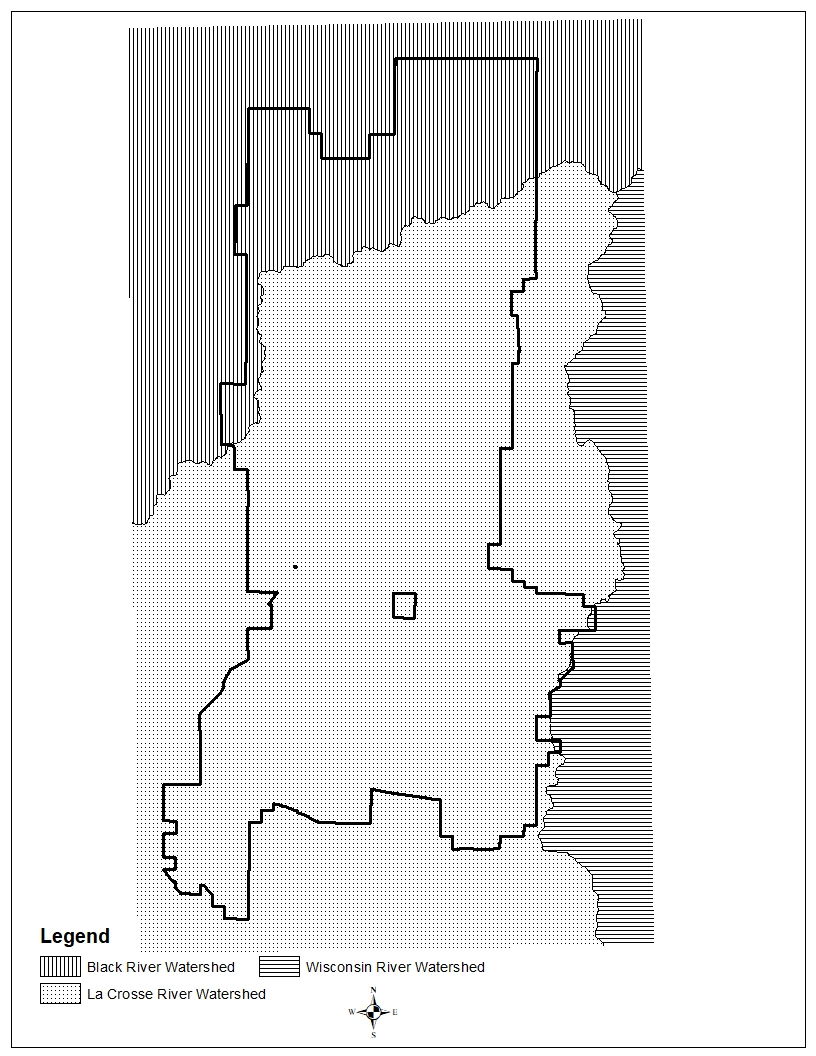 Legend
Black River Watershed
Wisconsin River Watershed
La Crosse River Watershed
N
W E
S